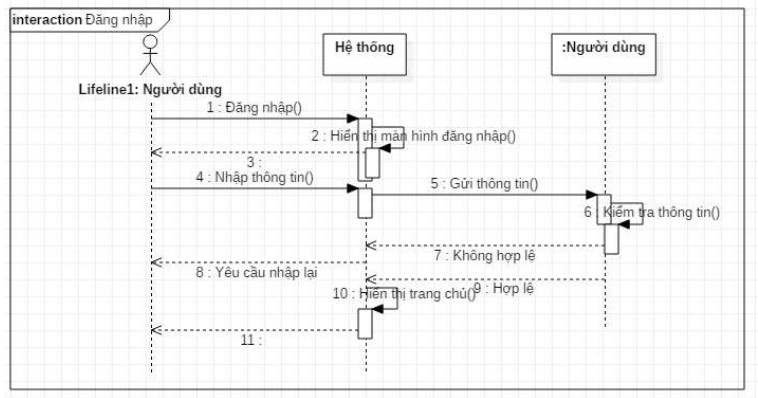 interaction Đăng nhập
Hệ thống
:Người dùng
Lifeline1: Người dùng
1 : Đăng nhập()
2 : Hiển thị màn hình đăng nhập()
3 :
4 : Nhập thông tin()
5 : Gửi thông tin()
6 : Kiểm tra thông tin()
7 : Không hợp lệ
8 : Yêu cầu nhập lại
9 : Hợp lệ
10 : Hiển thị trang chủ()
11 :